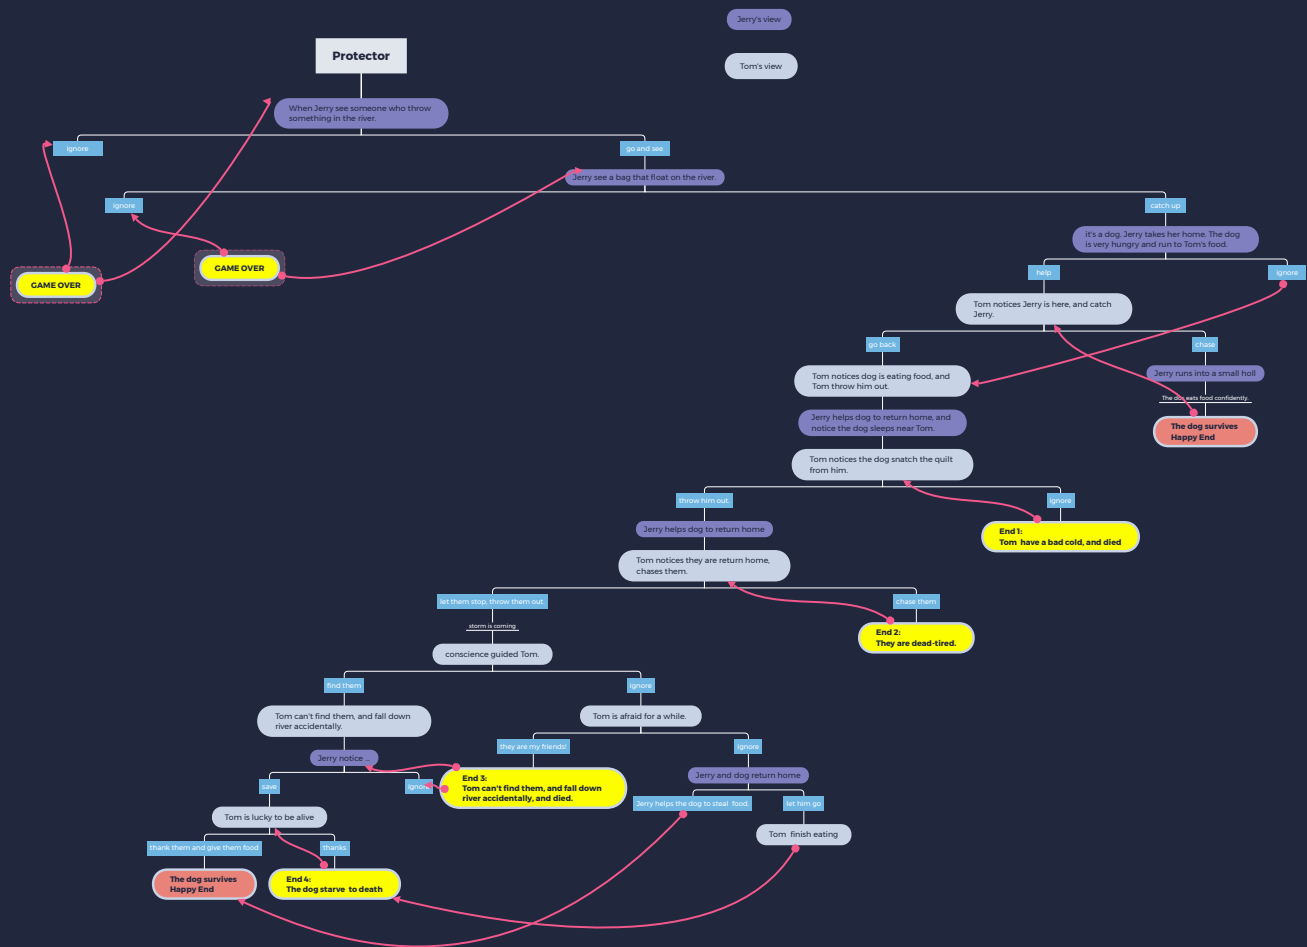 Jerry's view
Protector
Tom's view
When Jerry see someone who throw
something in the river.
ignore
go and see
Jerry see a bag that float on the river.
ignore
catch up
it's a dog. Jerry takes her home. The dog
is very hungry and run to Tom's food.
GAME OVER
GAME OVER
help
ignore
Tom notices Jerry is here, and catch
Jerry.
go back
chase
Tom notices dog is eating food, and
Tom throw him out.
Jerry runs into a small holl
The dog eats food confidently.
Jerry helps dog to return home, and
notice the dog sleeps near Tom.
The dog survives
Happy End
Tom notices the dog snatch the quilt
from him.
throw him out
ignore
Jerry helps dog to return home
End 1:
Tom have a bad cold, and died
Tom notices they are return home,
chases them.
let them stop, throw them out
chase them
storm is coming
End 2:
They are dead-tired.
conscience guided Tom.
find them
ignore
Tom can't find them, and fall down
river accidentally.
Tom is afraid for a while.
they are my friends!
ignore
Jerry notice ...
End 3:
Tom can't find them, and fall down
river accidentally, and died.
Jerry and dog return home
save
ignore
Jerry helps the dog to steal food.
let him go
Tom is lucky to be alive
Tom finish eating
thank them and give them food
thanks
The dog survives
Happy End
End 4:
The dog starve to death